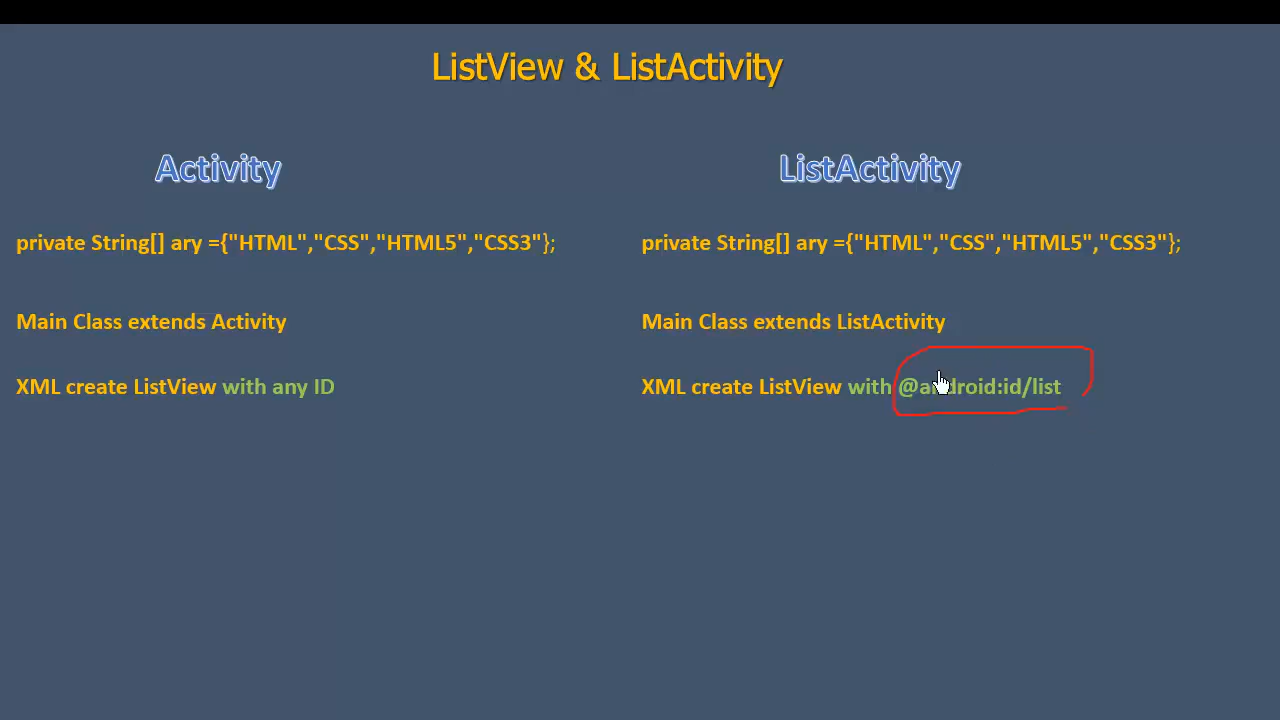 ListView & ListActivity
Activity
private String[] ary ={"HTML","CSS","HTML5","CSS3"};
Main Class extends Activity
XML create ListView with any ID
ListActivity
private String[] ary ={"HTML","CSS","HTML5","CSS3"};
Main Class extends ListActivity
XML create ListView with @android:id/list